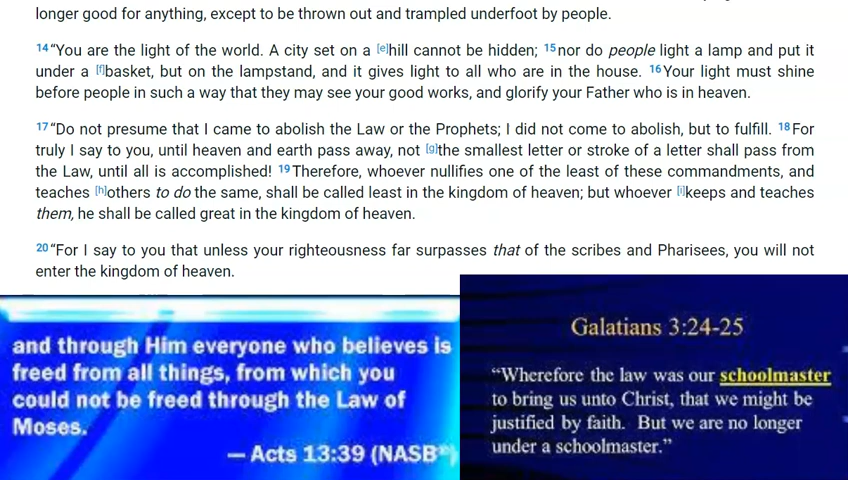 longer good for anything, except to be thrown out and trampled underfoot by people.
14 “You are the light of the world. A city set on a [e]hill cannot be hidden; 15 nor do people light a lamp and put it
under a [f]basket, but on the lampstand, and it gives light to all who are in the house. 16 Your light must shine
before people in such a way that they may see your good works, and glorify your Father who is in heaven.
17 “Do not presume that I came to abolish the Law or the Prophets; I did not come to abolish, but to fulfill. 18 For
truly I say to you, until heaven and earth pass away, not [g]the smallest letter or stroke of a letter shall pass from
the Law, until all is accomplished! 19 Therefore, whoever nullifies one of the least of these commandments, and
teaches [h]others to do the same, shall be called least in the kingdom of heaven; but whoever [i]keeps and teaches
them, he shall be called great in the kingdom of heaven.
20 “For I say to you that unless your righteousness far surpasses that of the scribes and Pharisees, you will not
enter the kingdom of heaven.
and through Him everyone who believes is
freed from all things, from which you
could not be freed through the Law of
Moses.
— Acts 13:39 (NASB®)
Galatians 3:24-25
“Wherefore the law was our schoolmaster
to bring us unto Christ, that we might be
justified by faith. But we are no longer
under a schoolmaster.”